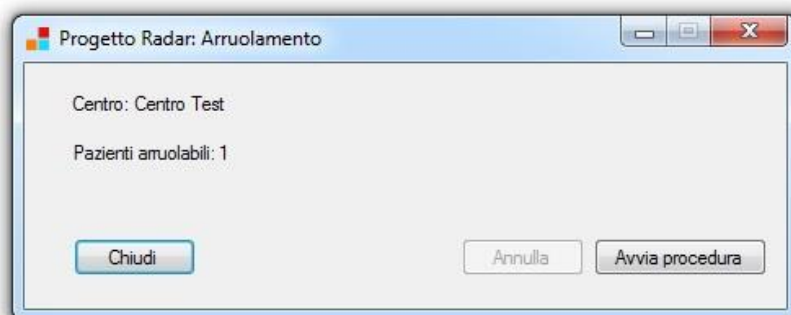 Progetto Radar: Arruolamento
Centro: Centro Test
Pazienti arruolabili: 1
Chiudi Annulla Avvia procedura